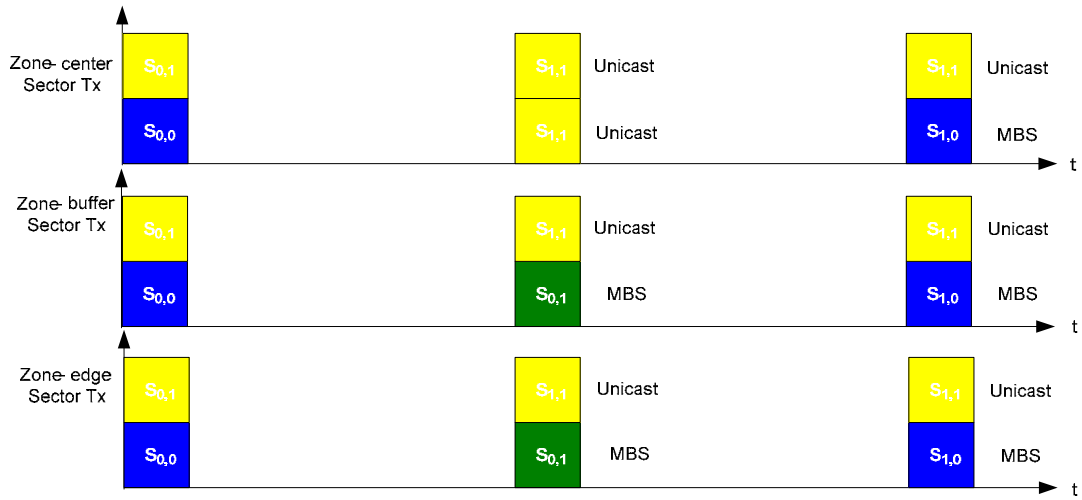 Zone- center
Sector Tx
S0,1
S1,1
Unicast
S1,1
Unicast
S0,0
S1,1
Unicast
S1,0
MBS
t
Zone- buffer
Sector Tx
S0,1
S1,1
Unicast
S1,1
Unicast
S0,0
S0,1
MBS
S1,0
MBS
t
Zone- edge
Sector Tx
S0,1
S1,1
Unicast
S1,1
Unicast
S0,0
S0,1
MBS
S1,0
MBS
t